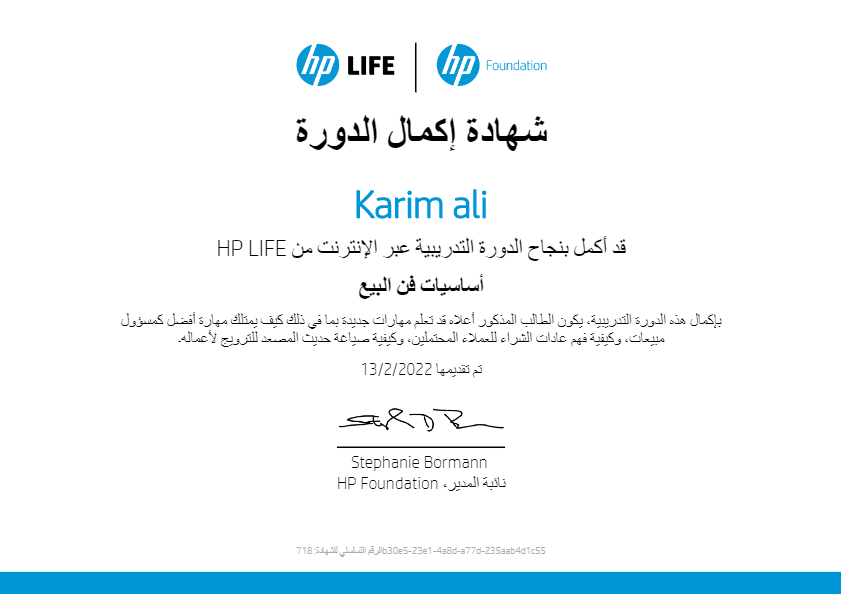 hp LIFE | hp Foundation
شهادة إكمال الدورة
Karim ali
قد أكمل بنجاح الدورة التدريبية عبر الإنترنت من HP LIFE
أساسيات فن البيع
بإكمال هذه الدورة التدريبية، يكون الطالب المذكور أعلاه قد تعلم مهارات جديدة بما في ذلك كيف يمتلك مهارة أفضل كمسؤول
مبيعات، وكيفية فهم عادات الشراء للعملاء المحتملين، وكيفية صياغة حديث المصعد للترويج لأعماله.
تم تقديمها 13/2/2022
Stephanie Bormann
نائبة المدير، HP Foundation
الرقم التسلسلي للشهادة: 718b30e5-23e1-4a8d-a77d-235aab4d1c55